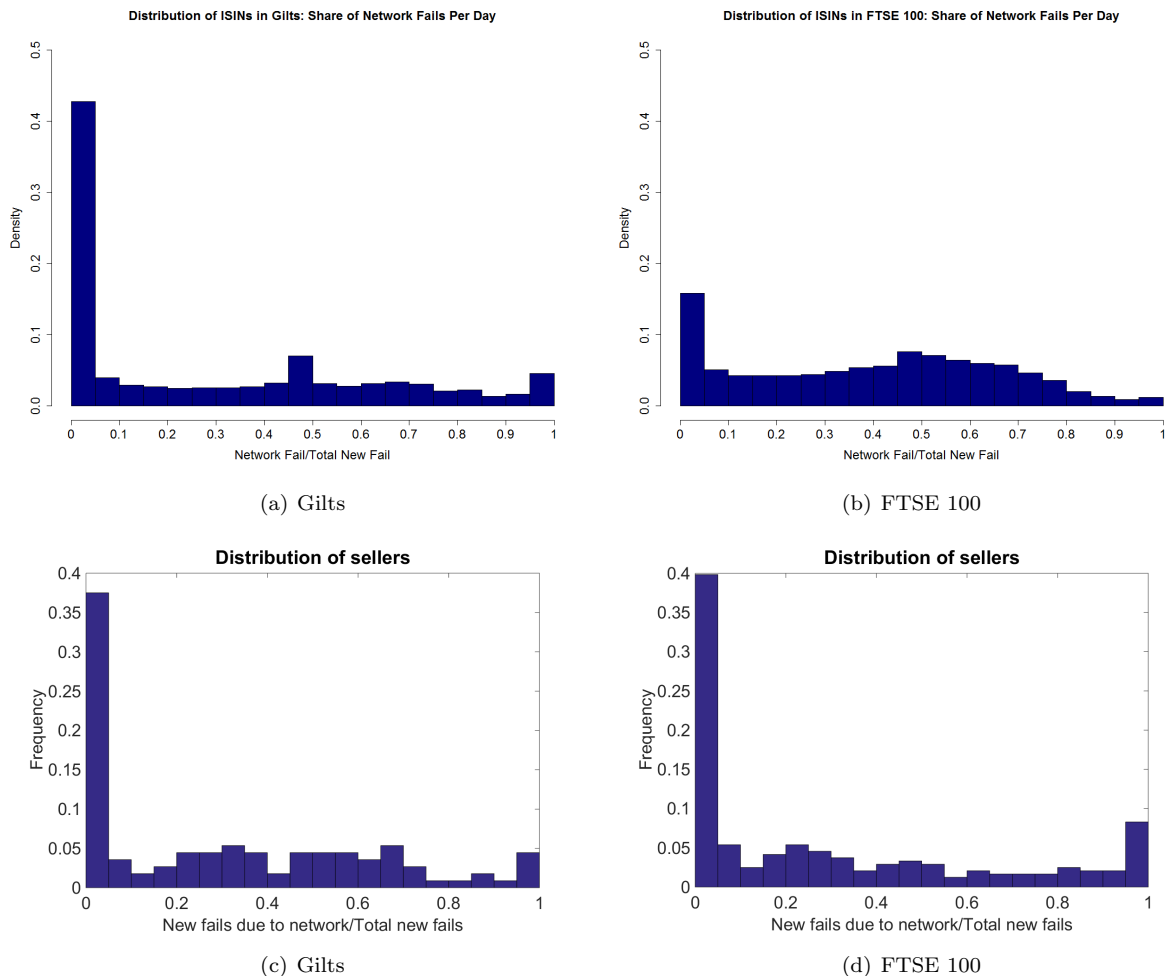 Distribution of ISINs in Gilts: Share of Network Fails Per Day
Density
0.5
0.4
0.3
0.2
0.1
0.0
0 0.1 0.2 0.3 0.4 0.5 0.6 0.7 0.8 0.9 1
Network Fail/Total New Fail
(a) Gilts
Distribution of ISINs in FTSE 100: Share of Network Fails Per Day
Density
0.5
0.4
0.3
0.2
0.1
0.0
0 0.1 0.2 0.3 0.4 0.5 0.6 0.7 0.8 0.9 1
Network Fail/Total New Fail
(b) FTSE 100
Distribution of sellers
Frequency
0.4
0.35
0.3
0.25
0.2
0.15
0.1
0.05
0
0 0.2 0.4 0.6 0.8 1
New fails due to network/Total new fails
(c) Gilts
Distribution of sellers
Frequency
0.4
0.35
0.3
0.25
0.2
0.15
0.1
0.05
0
0 0.2 0.4 0.6 0.8 1
New fails due to network/Total new fails
(d) FTSE 100